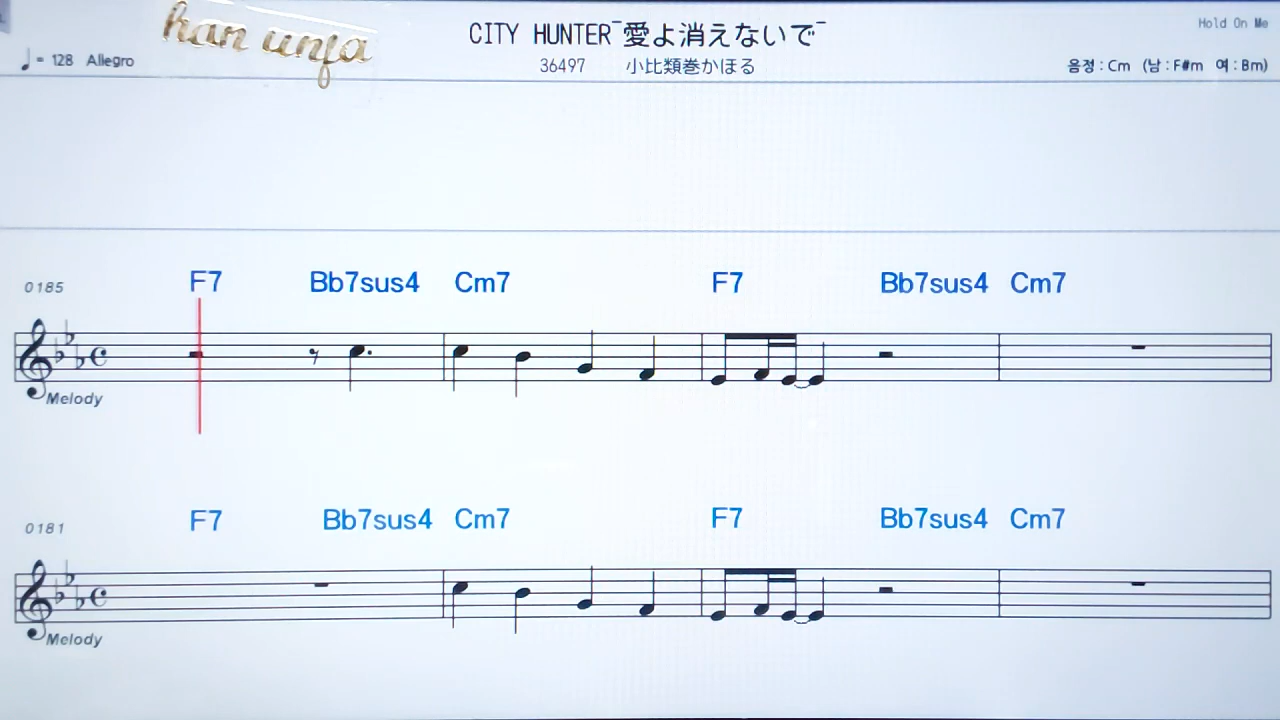 han unfa
CITY HUNTER-愛よ消えないで-
Hold On Me
♩= 128 Allegro
36497 小比類巻かほる
음정 : Cm (남 : F#m 여 : Bm)
0185 F7 Bb7sus4 Cm7 F7 Bb7sus4 Cm7
Melody
0181 F7 Bb7sus4 Cm7 F7 Bb7sus4 Cm7
Melody